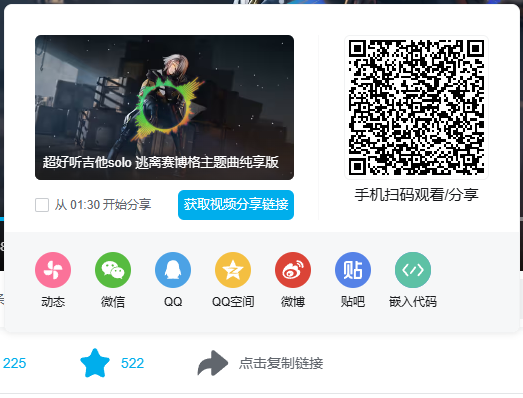 超好听吉他solo 逃离赛博格主题曲纯享版
从 01:30 开始分享
获取视频分享链接
手机扫码观看/分享
动态
微信
QQ
QQ空间
微博
贴吧
嵌入代码
225
522
点击复制链接